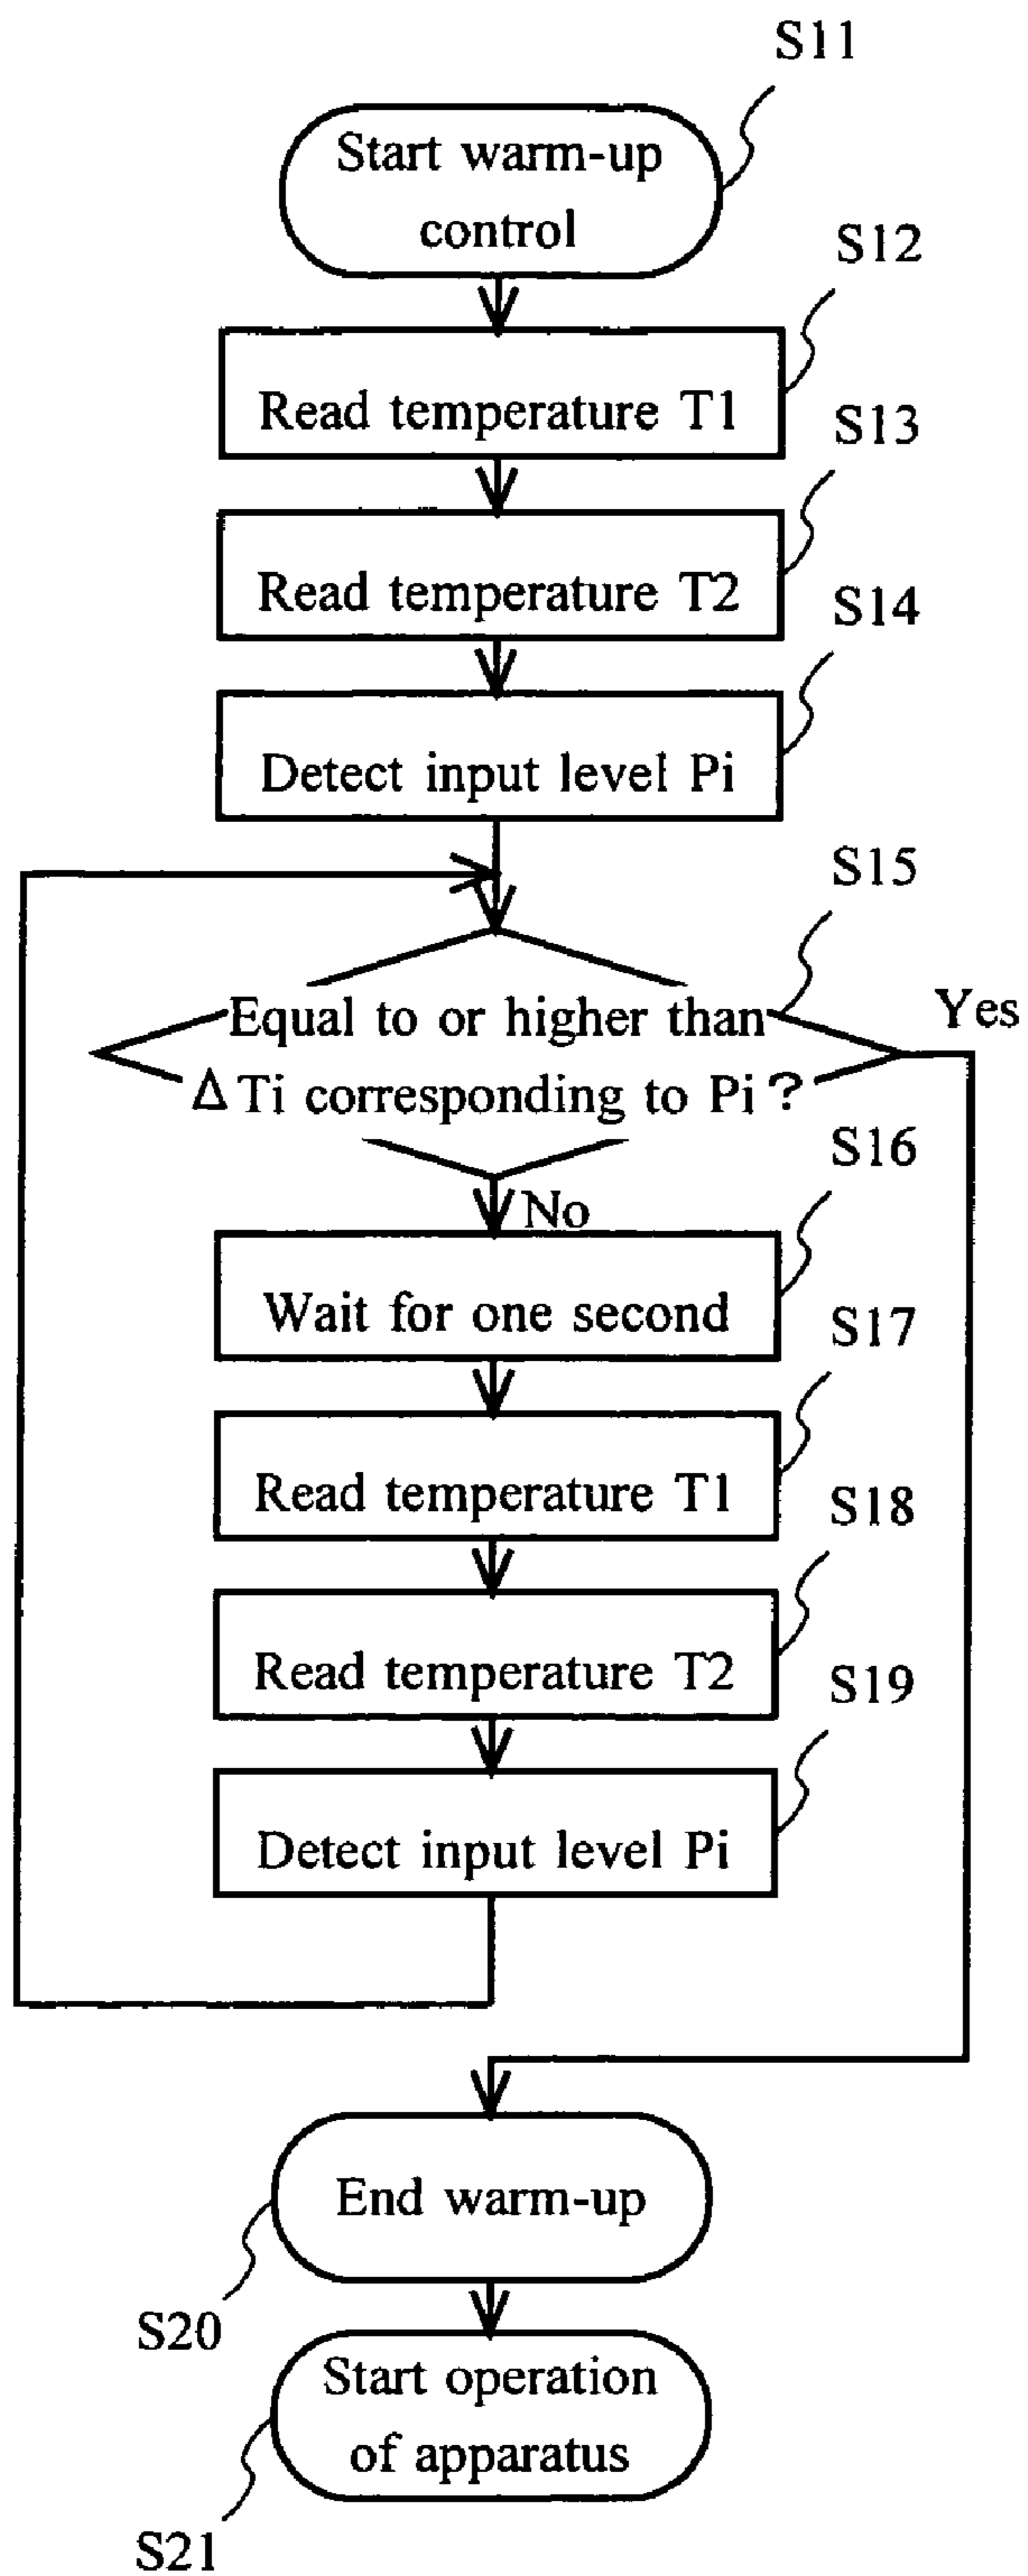 S11
Start warm-up
control
S12
Read temperature T1
S13
Read temperature T2
S14
Detect input level Pi
S15
Equal to or higher than
Yes
Δ Ti corresponding to Pi ?
S16
No
Wait for one second
S17
Read temperature T1
S18
Read temperature T2
S19
Detect input level Pi
End warm-up
S20
Start operation
of apparatus
S21